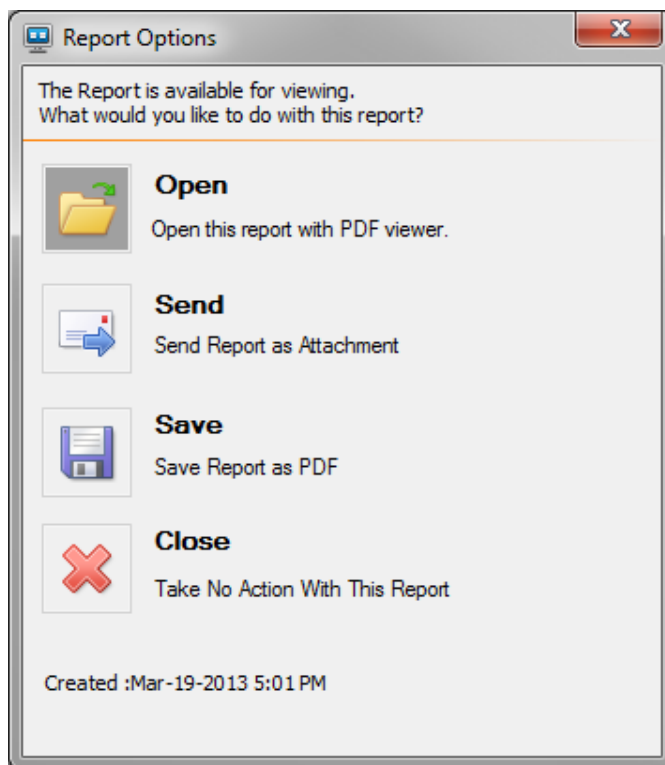 Report Options
The Report is available for viewing.
What would you like to do with this report?
Open
Open this report with PDF viewer.
Send
Send Report as Attachment
Save
Save Report as PDF
Close
Take No Action With This Report
Created :Mar-19-2013 5:01 PM